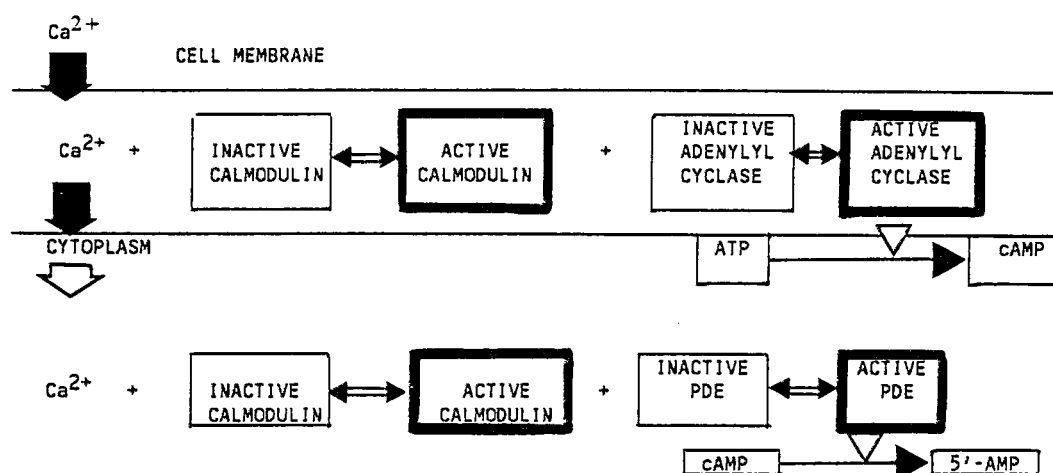 Ca2+
CELL MEMBRANE
Ca2+ + INACTIVE CALMODULIN ACTIVE CALMODULIN + INACTIVE ADENYLYL CYCLASE ACTIVE ADENYLYL CYCLASE
CYTOPLASM
ATP cAMP
Ca2+ + INACTIVE CALMODULIN ACTIVE CALMODULIN + INACTIVE PDE ACTIVE PDE
cAMP 5'-AMP